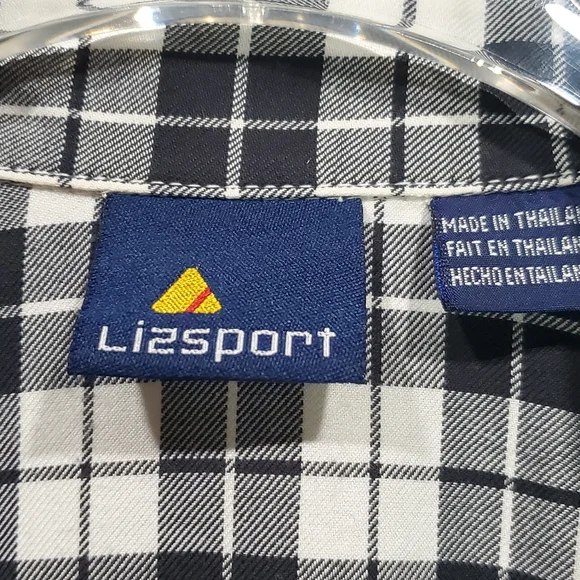 Lizsport
MADE IN THAILAN
FAIT EN THAILAN
HECHO EN TAILAN